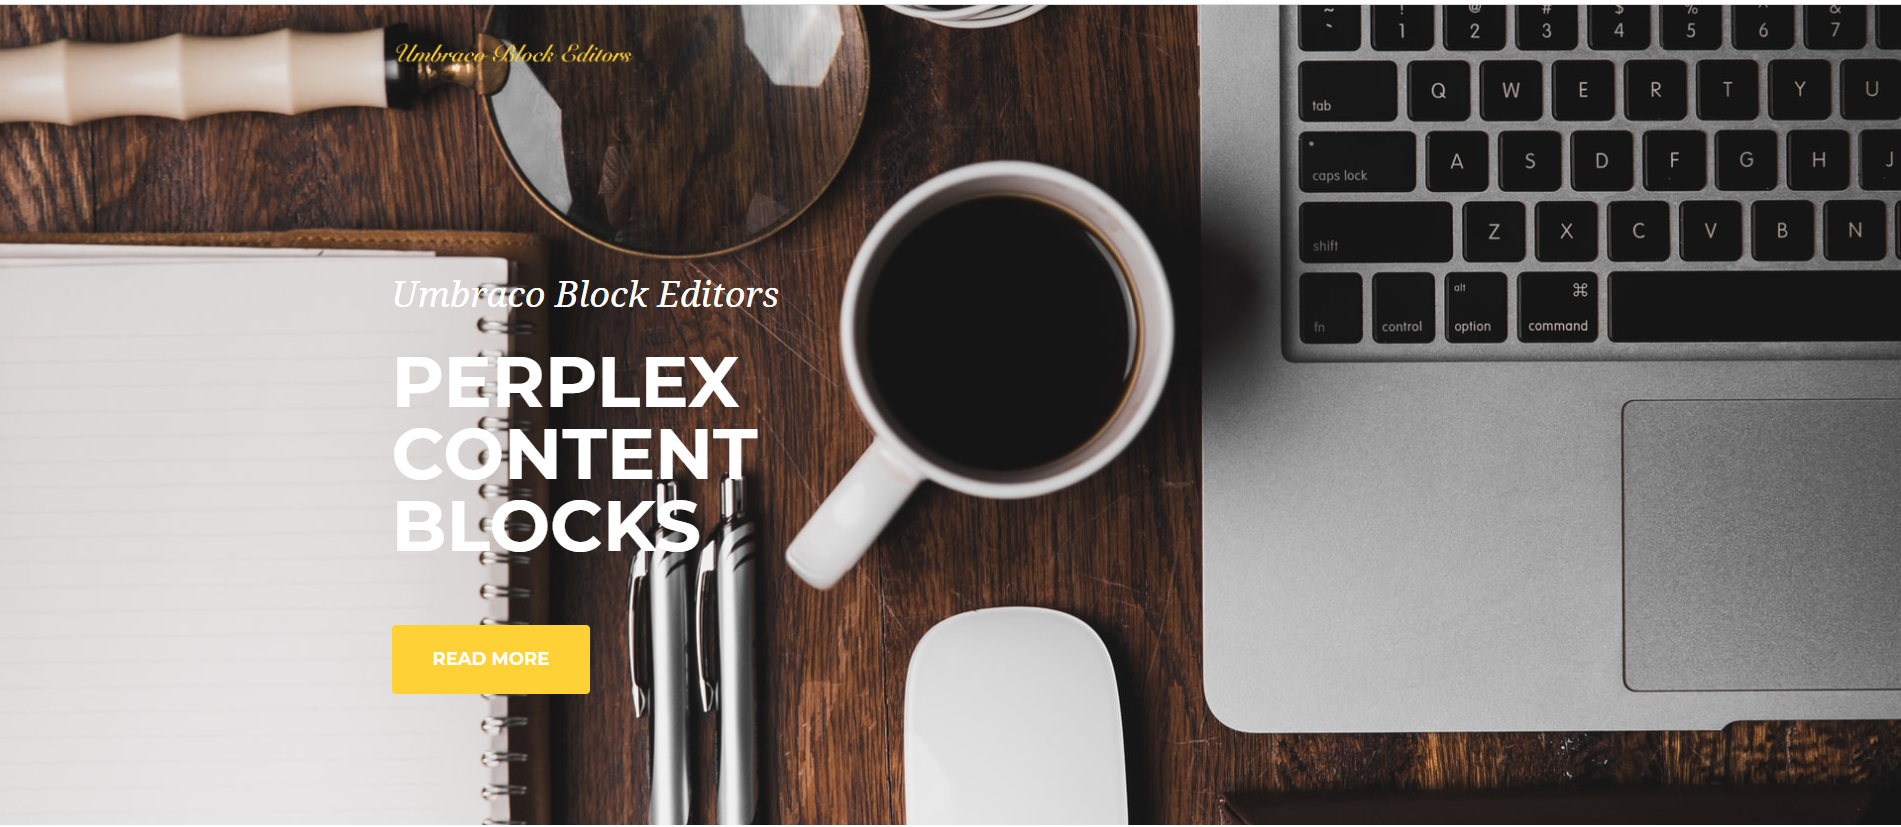 Umbraco Block Editors
~ ! @ # $ % ^ &
` 1 2 3 4 5 6 7
tab Q W E R T Y U
caps lock A S D F G H J
shift Z X C V B N
alt ⌘
fn control option command
Umbraco Block Editors
PERPLEX
CONTENT
BLOCKS
READ MORE